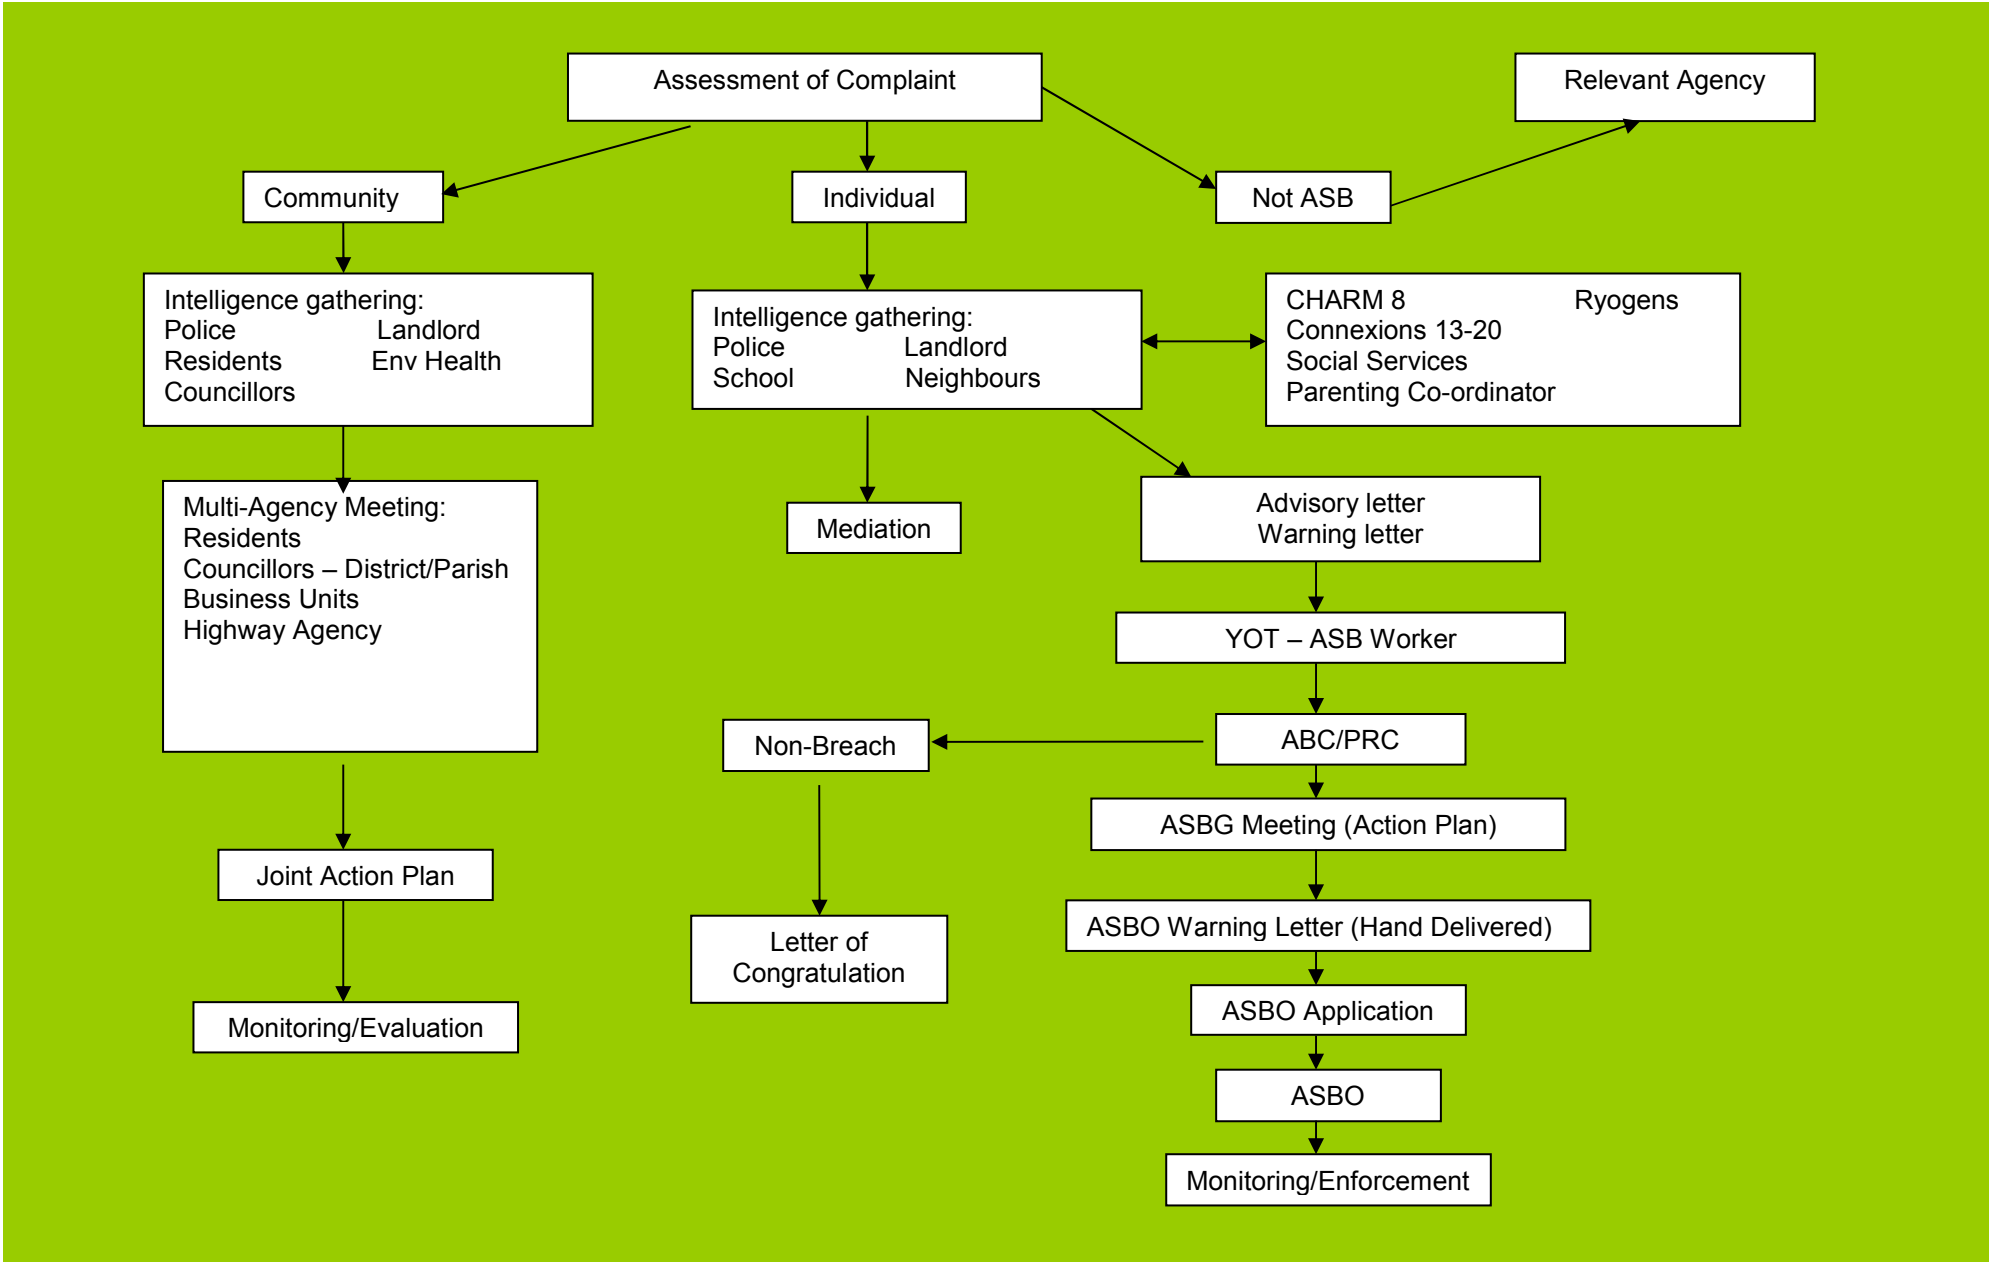 Assessment of Complaint
Relevant Agency
Community
Individual
Not ASB
Intelligence gathering:
Police Landlord
Residents Env Health
Councillors
Intelligence gathering:
Police Landlord
School Neighbours
CHARM 8 Ryogens
Connexions 13-20
Social Services
Parenting Co-ordinator
Multi-Agency Meeting:
Residents
Councillors – District/Parish
Business Units
Highway Agency
Mediation
Advisory letter
Warning letter
YOT – ASB Worker
Non-Breach
ABC/PRC
ASBG Meeting (Action Plan)
Joint Action Plan
Letter of
Congratulation
ASBO Warning Letter (Hand Delivered)
Monitoring/Evaluation
ASBO Application
ASBO
Monitoring/Enforcement